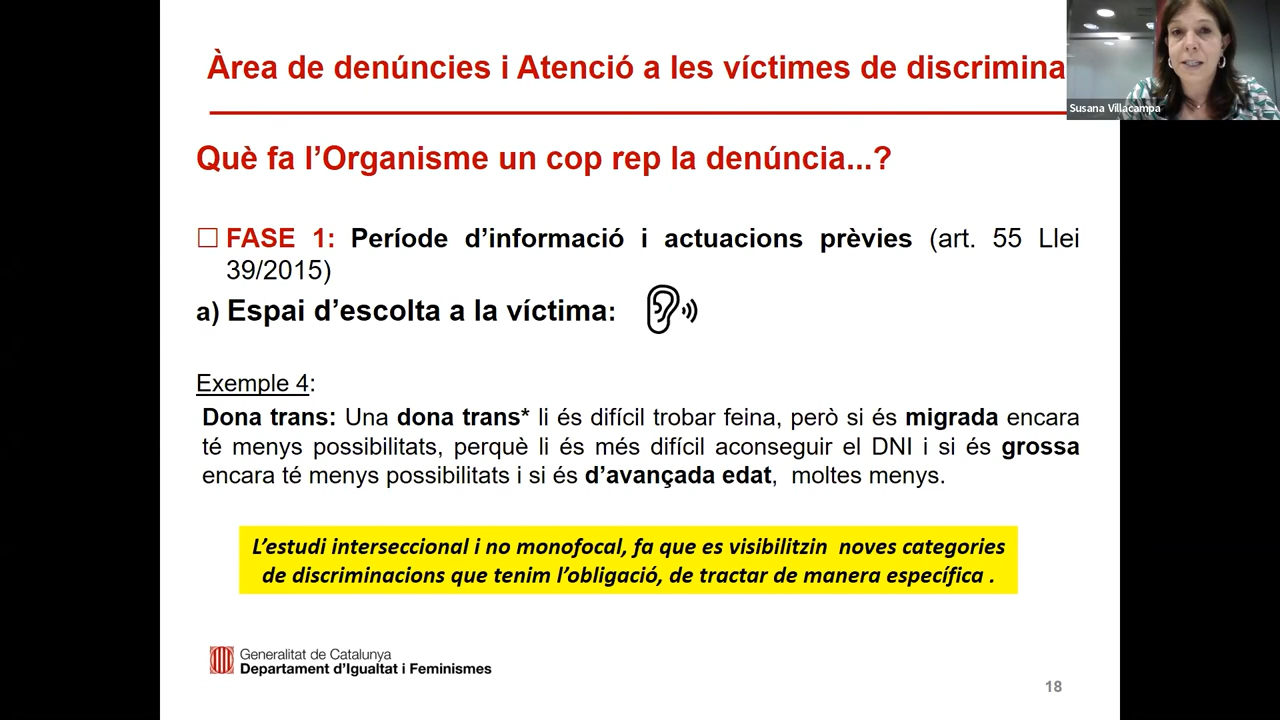 Àrea de denúncies i Atenció a les víctimes de discrimina
Susana Villacampa
Què fa l’Organisme un cop rep la denúncia...?
FASE 1: Període d’informació i actuacions prèvies (art. 55 Llei
39/2015)
a) Espai d’escolta a la víctima:
Exemple 4:
Dona trans: Una dona trans* li és difícil trobar feina, però si és migrada encara
té menys possibilitats, perquè li és més difícil aconseguir el DNI i si és grossa
encara té menys possibilitats i si és d’avançada edat, moltes menys.
L’estudi interseccional i no monofocal, fa que es visibilitzin noves categories
de discriminacions que tenim l’obligació, de tractar de manera específica .
Generalitat de Catalunya
Departament d’Igualtat i Feminismes
18